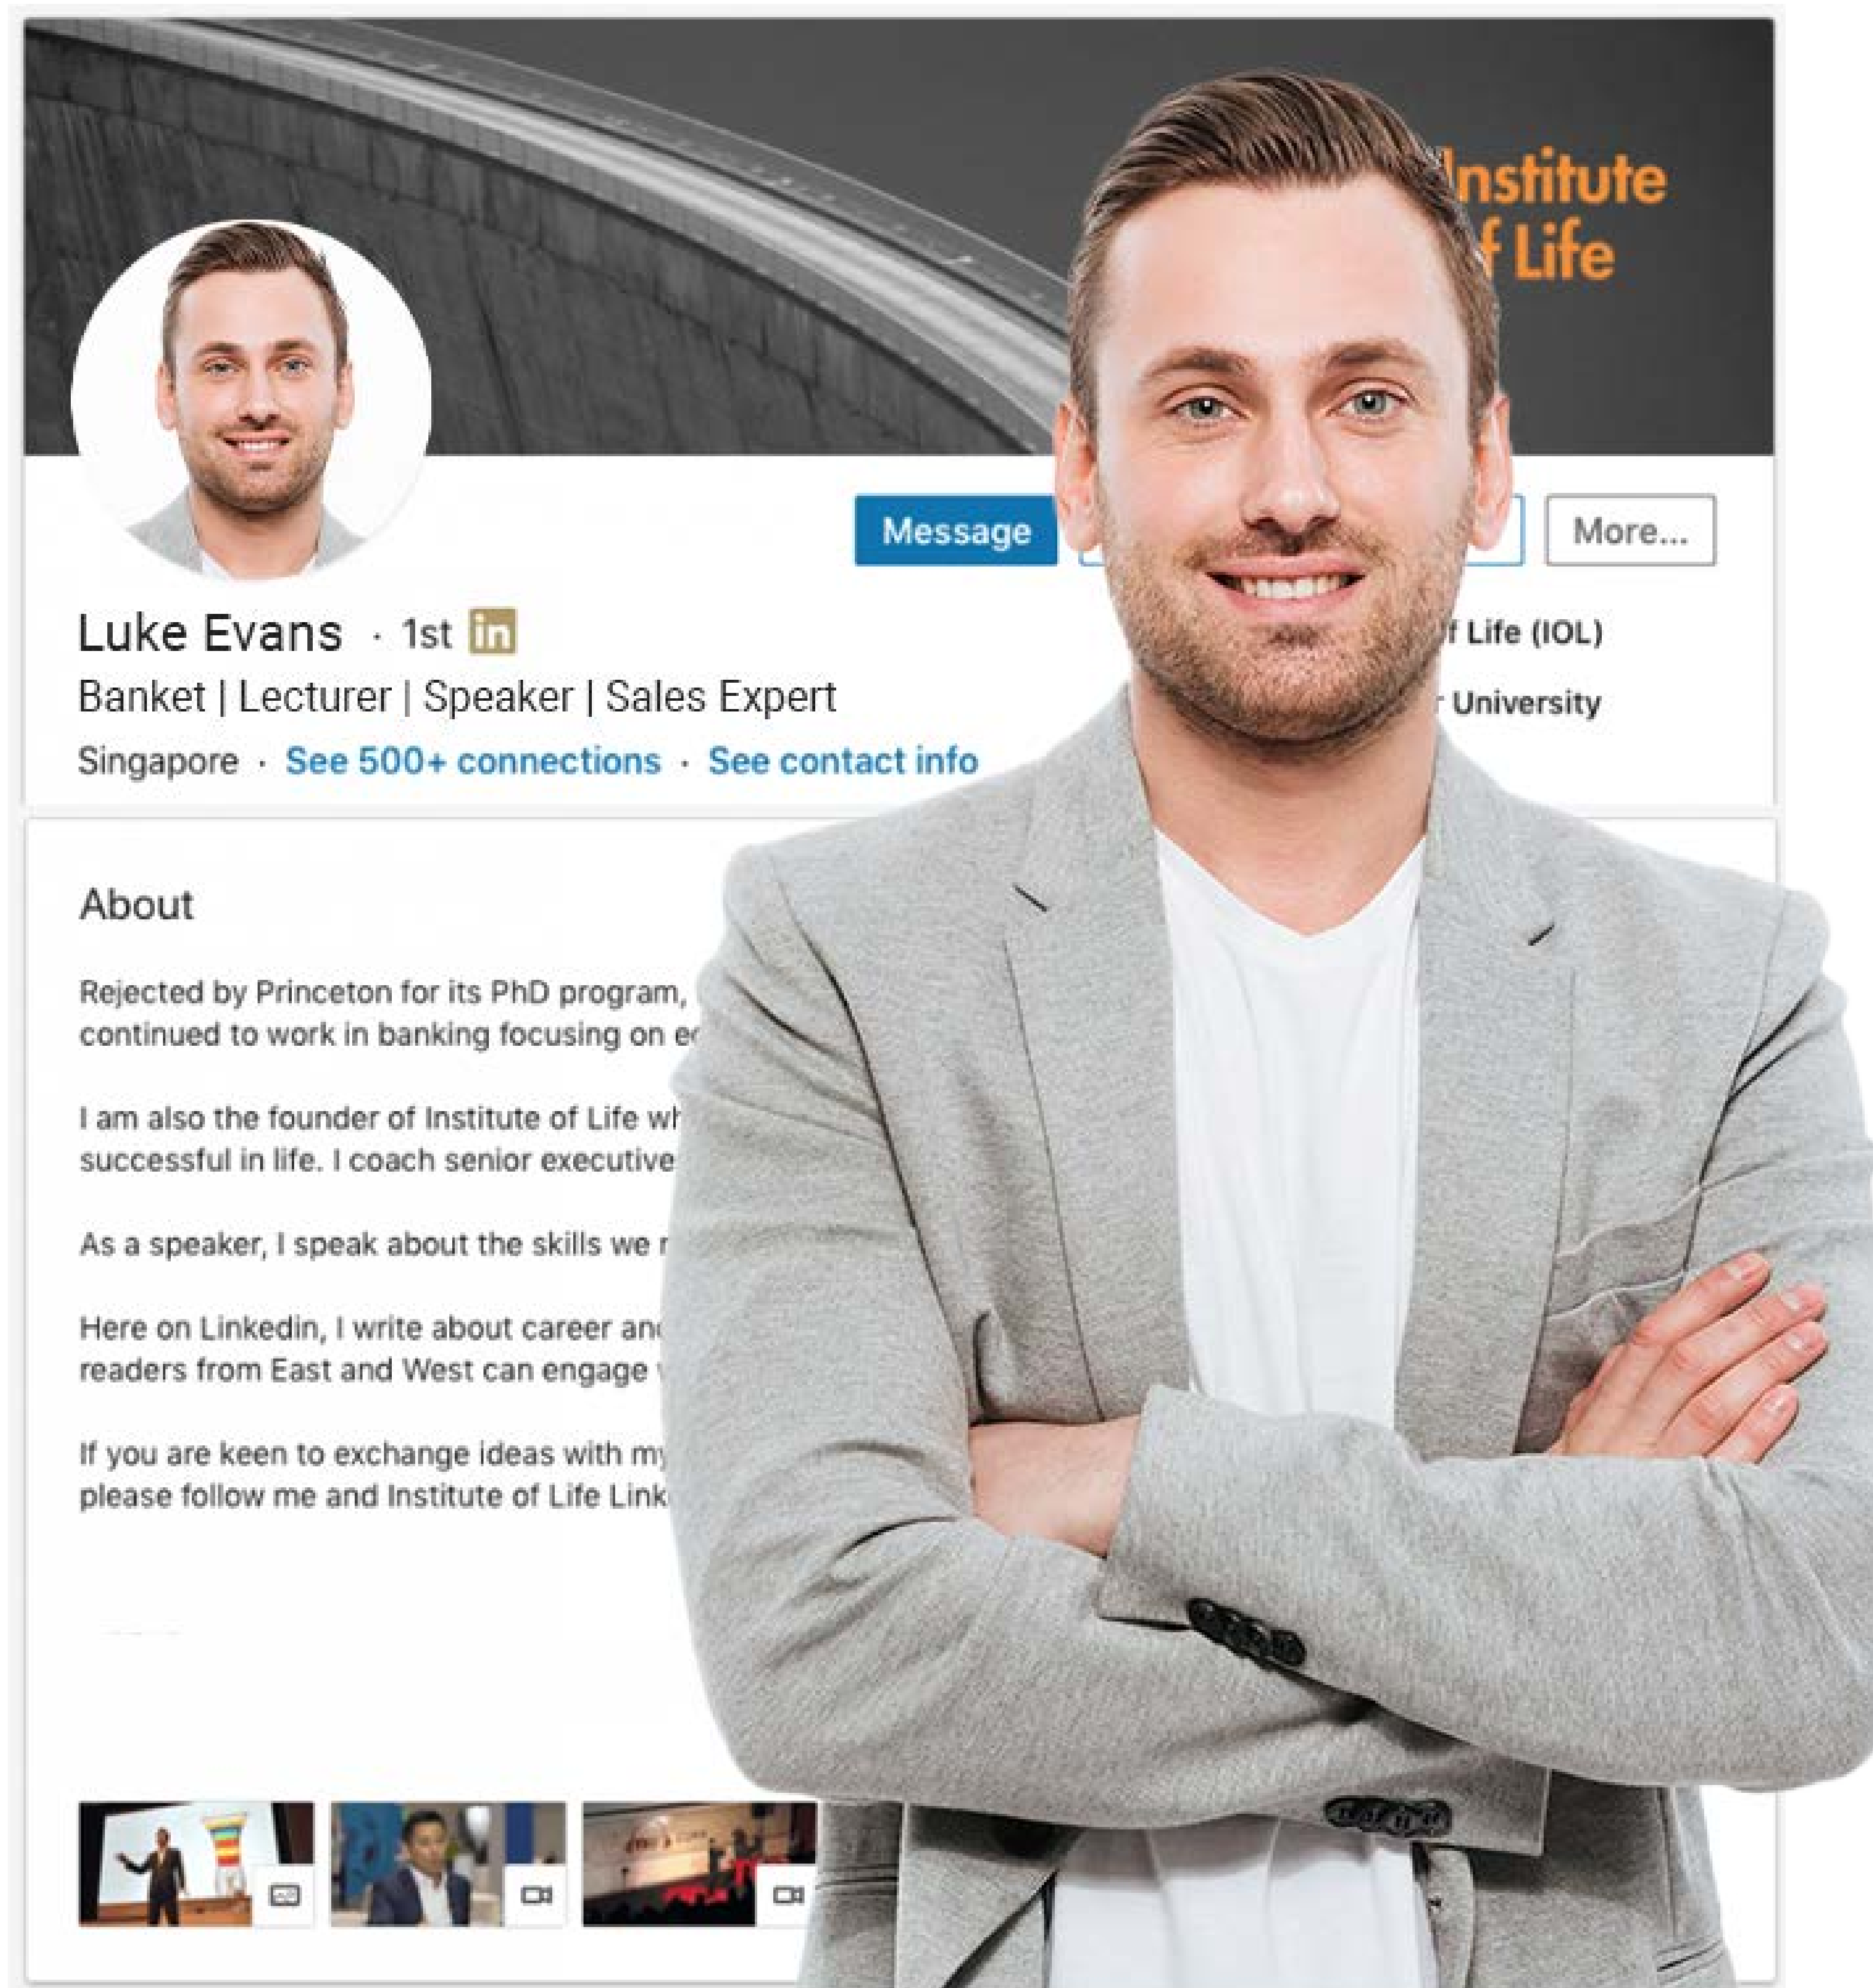 Institute
of Life
Message
More...
Luke Evans · 1st in
Banket | Lecturer | Speaker | Sales Expert
Singapore · See 500+ connections · See contact info
f Life (IOL)
University
About
Rejected by Princeton for its PhD program,
continued to work in banking focusing on
I am also the founder of Institute of Life
successful in life. I coach senior executive
As a speaker, I speak about the skills we
Here on Linkedin, I write about career and
readers from East and West can engage
If you are keen to exchange ideas with my
please follow me and Institute of Life Link